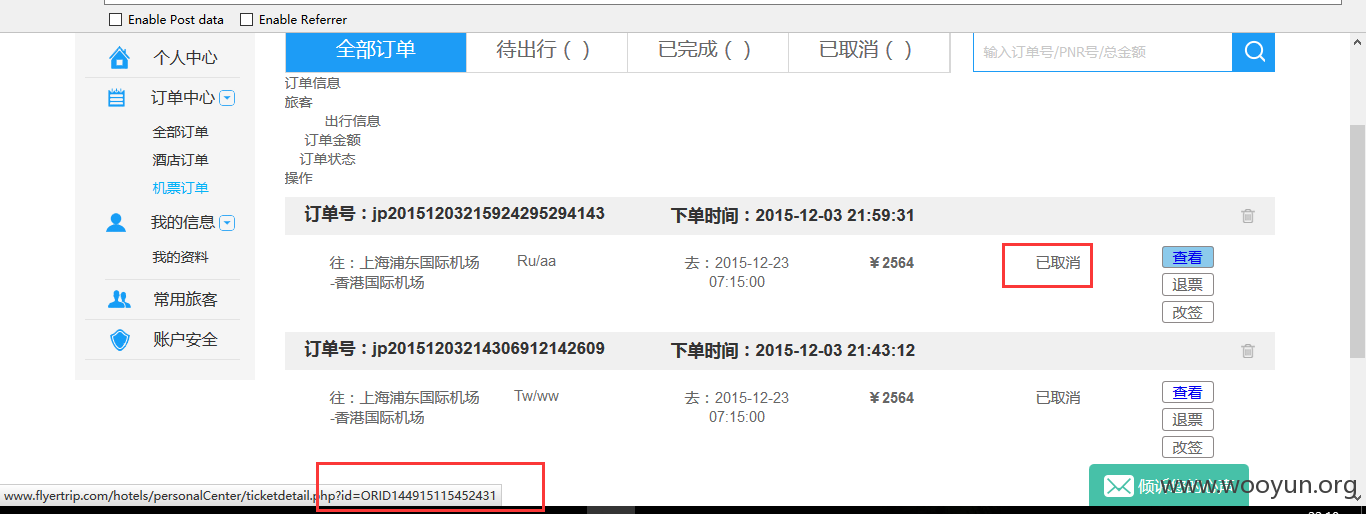 Enable Post data Enable Referrer
个人中心
订单中心
全部订单
酒店订单
机票订单
我的信息
我的资料
常用旅客
账户安全
全部订单 待出行（ ） 已完成（ ） 已取消（ ） 输入订单号/PNR号/总金额
订单信息
旅客
出行信息
订单金额
订单状态
操作
订单号：jp20151203215924295294143 下单时间：2015-12-03 21:59:31
往：上海浦东国际机场 Ru/aa 去：2015-12-23 ¥2564 已取消 查看
-香港国际机场 07:15:00 退票
改签
订单号：jp20151203214306912142609 下单时间：2015-12-03 21:43:12
往：上海浦东国际机场 Tw/ww 去：2015-12-23 ¥2564 已取消 查看
-香港国际机场 07:15:00 退票
改签
www.flyertrip.com/hotels/personalCenter/ticketdetail.php?id=ORID144915115452431
www.wooyun.org